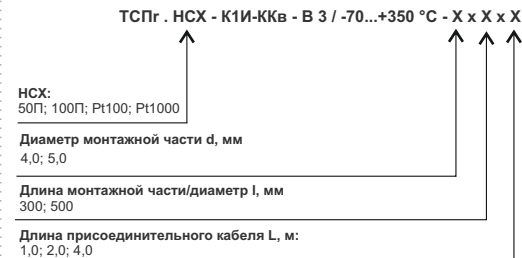 ТСПг . НСХ - К1И-ККв - В 3 / -70...+350 °С - X x X x X
НСХ:
50П; 100П; Pt100; Pt1000
Диаметр монтажной части d, мм
4,0; 5,0
Длина монтажной части/диаметр l, мм
300; 500
Длина присоединительного кабеля L, м:
1,0; 2,0; 4,0